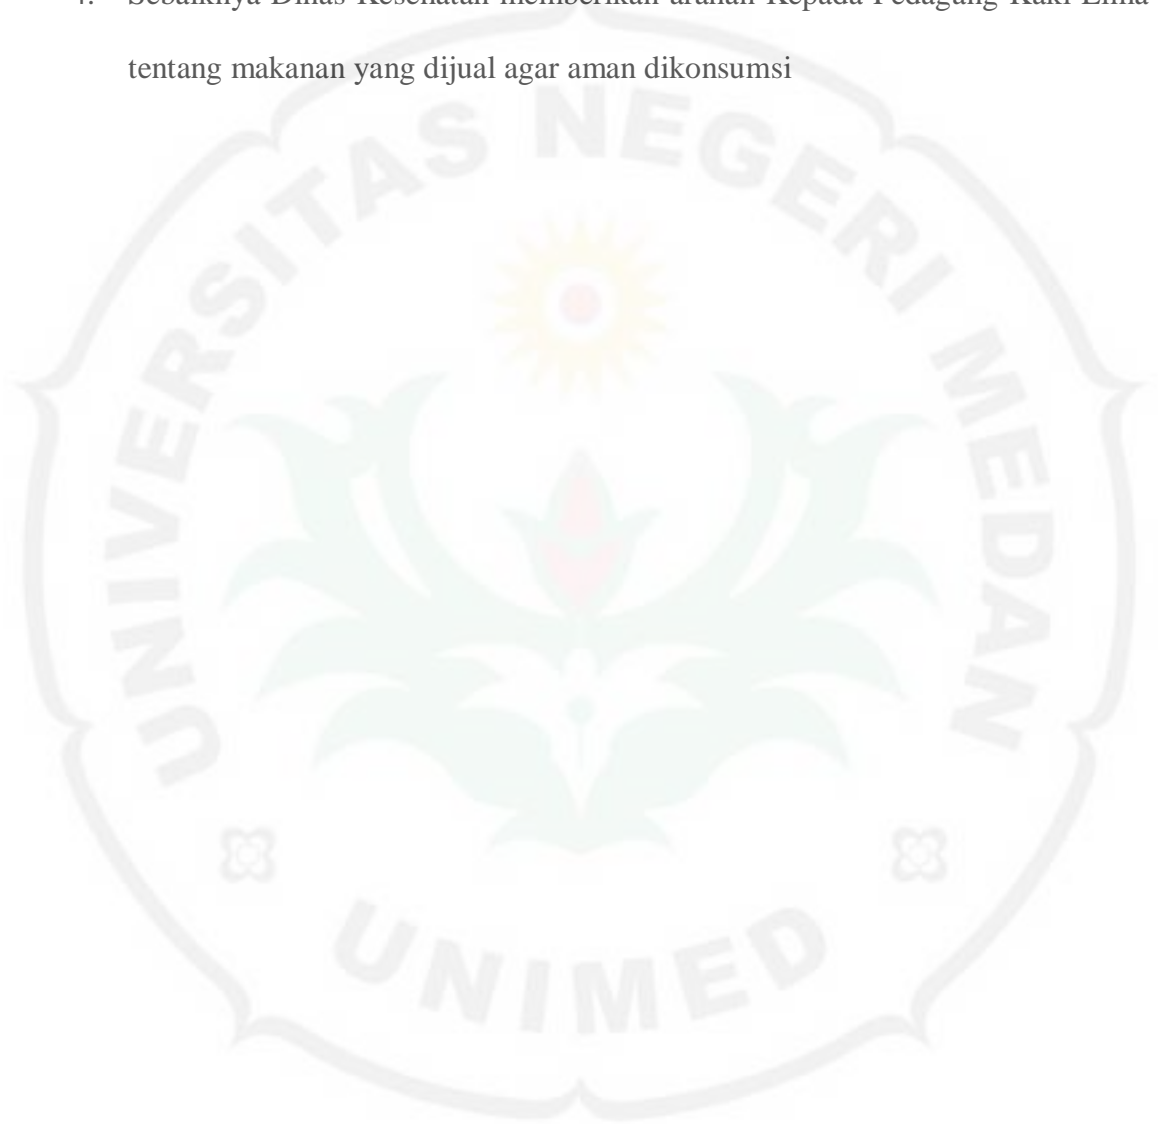 4. Sebaiknya Dinas Kesehatan memberikan arahan Kepada Pedagang Kaki Lima
tentang makanan yang dijual agar aman dikonsumsi
UNIVERSITAS NEGERI MEDAN
UNIMED